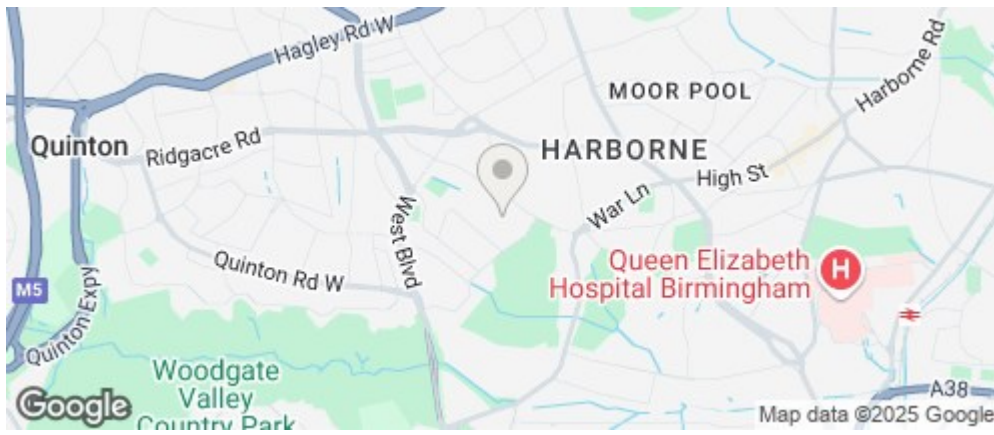 Hagley Rd W
Harborne Rd
MOOR POOL
Quinton
Ridgacre Rd
HARBORNE
High St
War Ln
West Blvd
Quinton Rd W
Queen Elizabeth
Hospital Birmingham
H
M5
Quinton Expy
Woodgate
Valley
Country Park
A38
Google
Map data ©2025 Google